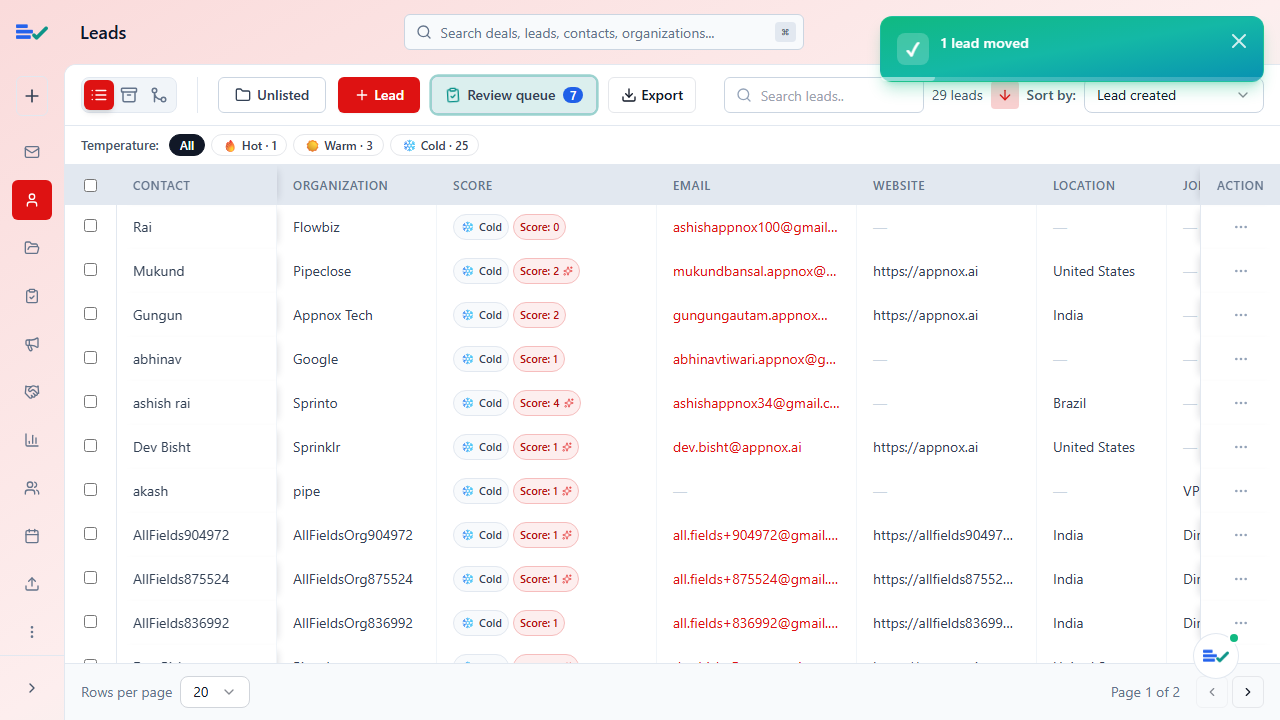 Leads
Search deals, leads, contacts, organizations...
⌘
1 lead moved
Unlisted
+ Lead
Review queue 7
Export
Search leads..
29 leads
Sort by:
Lead created
Temperature:
All
Hot · 1
Warm · 3
Cold · 25
CONTACT ORGANIZATION SCORE EMAIL WEBSITE LOCATION ACTION
Rai Flowbiz Cold Score: 0 ashishappnox100@gmail... — — —
Mukund Pipeclose Cold Score: 2 mukundbansal.appnox@... https://appnox.ai United States —
Gungun Appnox Tech Cold Score: 2 gungungautam.appnox... https://appnox.ai India —
abhinav Google Cold Score: 1 abhinavtiwari.appnox@g... — — —
ashish rai Sprinto Cold Score: 4 ashishappnox34@gmail.c... — Brazil —
Dev Bisht Sprinklr Cold Score: 1 dev.bisht@appnox.ai https://appnox.ai United States —
akash pipe Cold Score: 1 — — — VP
AllFields904972 AllFieldsOrg904972 Cold Score: 1 all.fields+904972@gmail.... https://allfields90497... India
AllFields875524 AllFieldsOrg875524 Cold Score: 1 all.fields+875524@gmail.... https://allfields87552... India
AllFields836992 AllFieldsOrg836992 Cold Score: 1 all.fields+836992@gmail.... https://allfields83699... India
Rows per page 20
Page 1 of 2